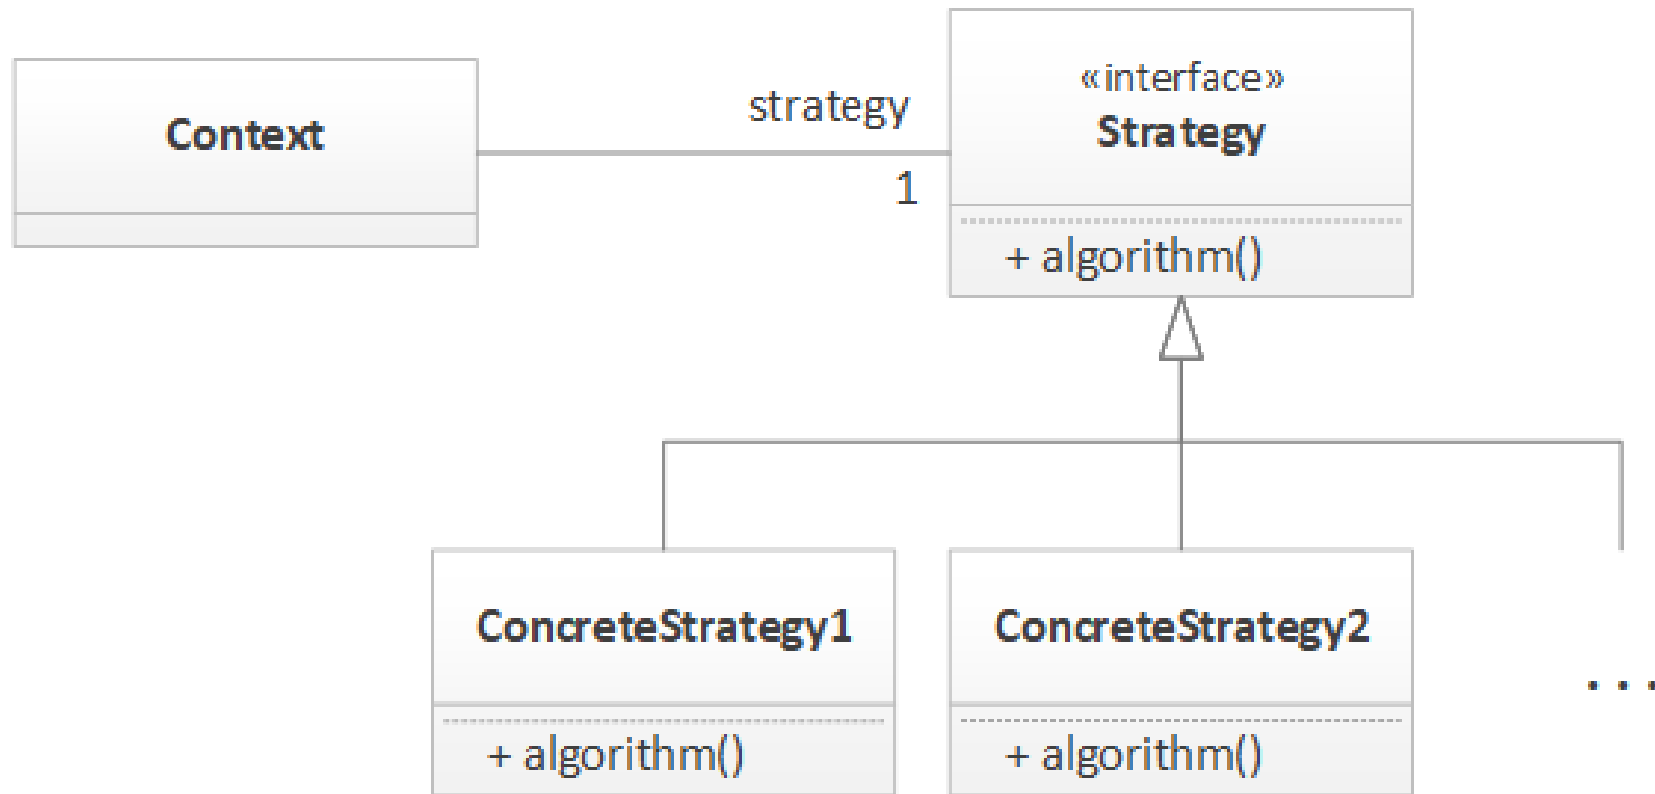 Context
strategy
1
«interface»
Strategy
+ algorithm()
ConcreteStrategy1
+ algorithm()
ConcreteStrategy2
+ algorithm()
...